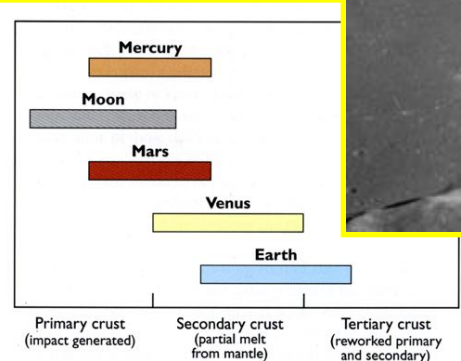 Mercury
Moon
Mars
Venus
Earth
Primary crust
(impact generated)
Secondary crust
(partial melt
from mantle)
Tertiary crust
(reworked primary
and secondary)